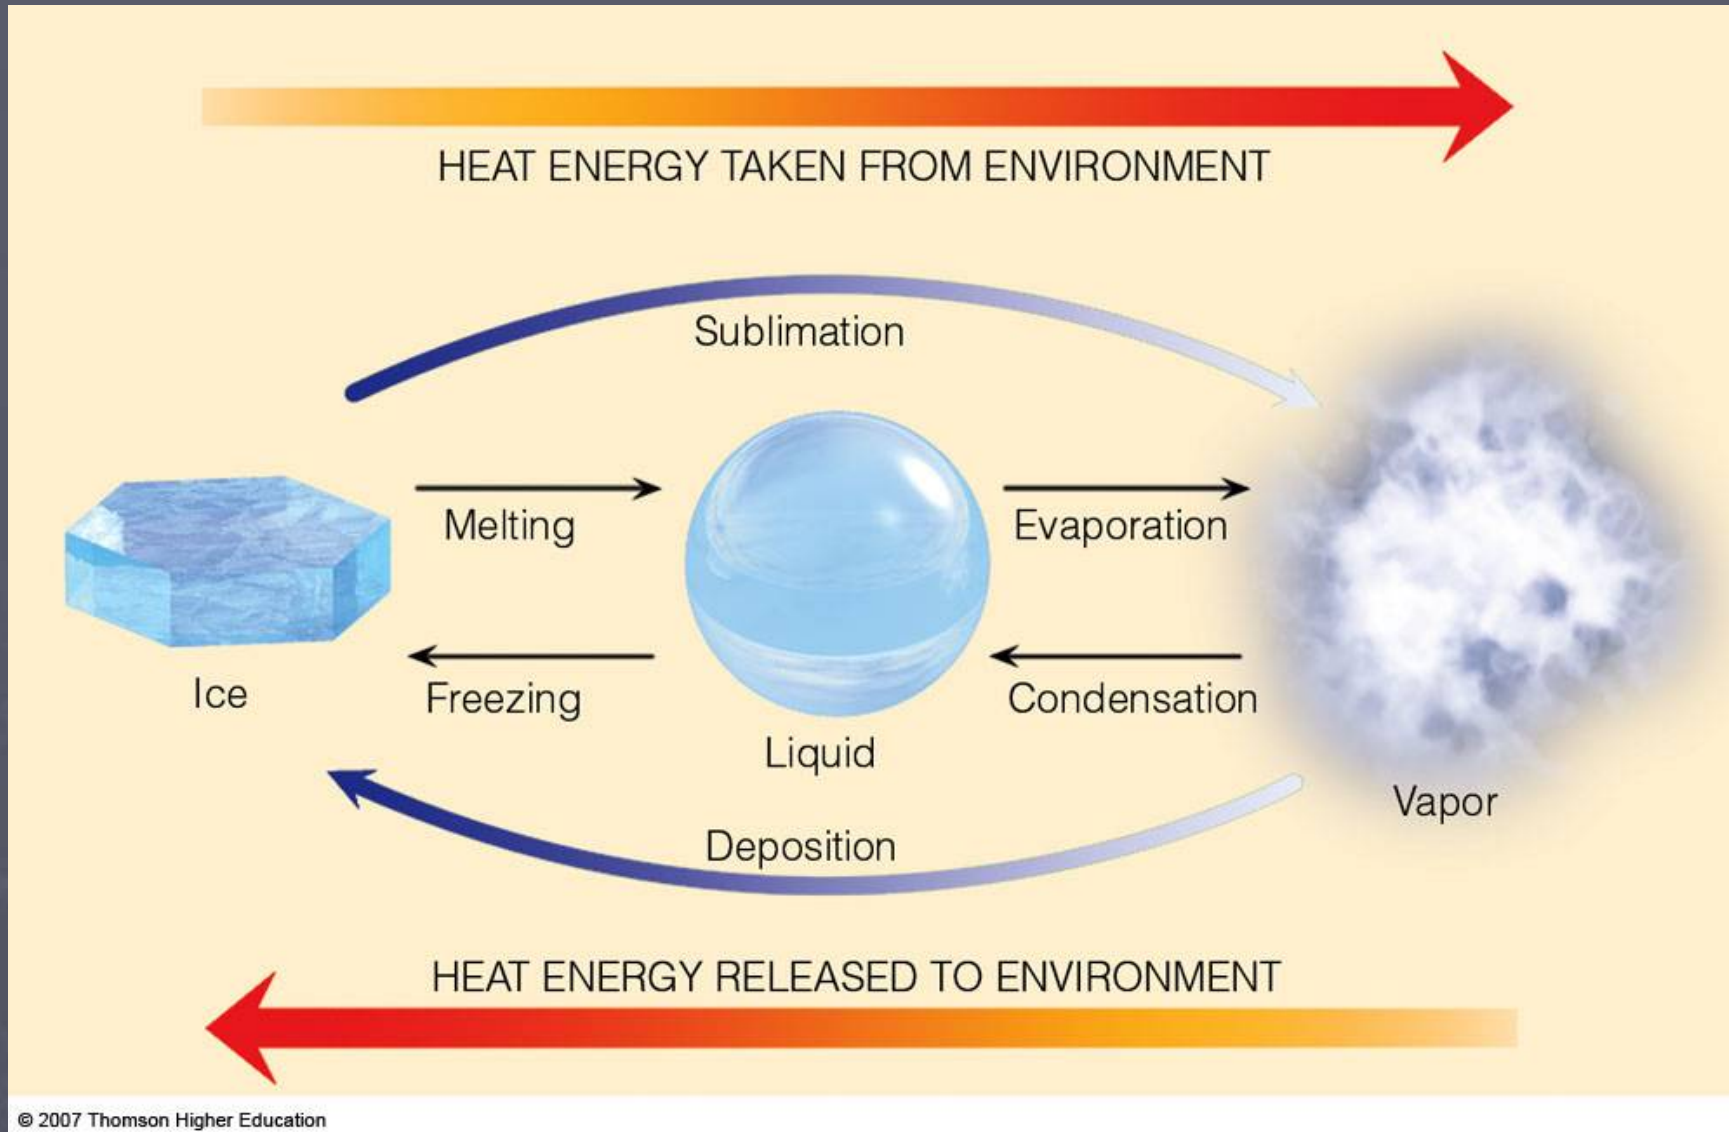 HEAT ENERGY TAKEN FROM ENVIRONMENT
Sublimation
Melting
Evaporation
Ice
Freezing
Condensation
Liquid
Vapor
Deposition
HEAT ENERGY RELEASED TO ENVIRONMENT
© 2007 Thomson Higher Education